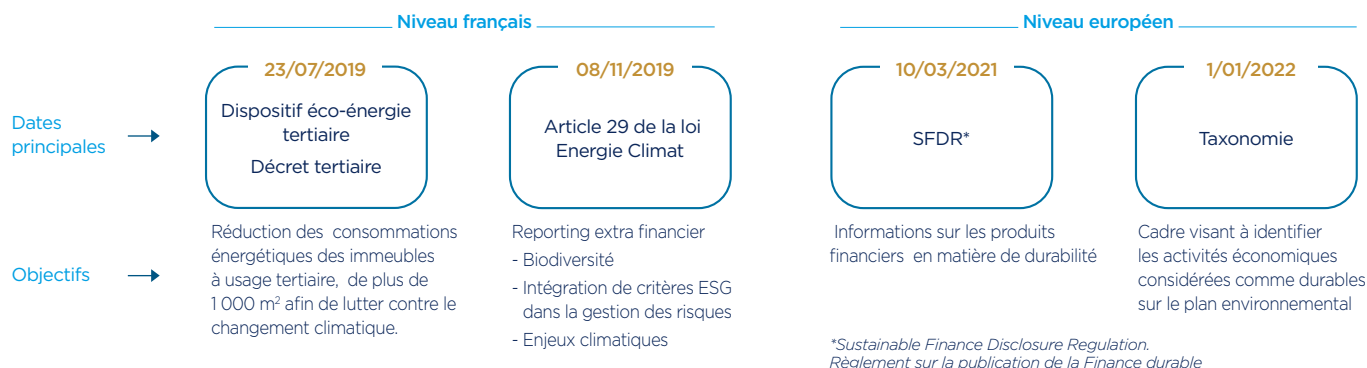 Niveau français
Niveau européen
Dates
principales
23/07/2019
Dispositif éco-énergie
tertiaire
Décret tertiaire
08/11/2019
Article 29 de la loi
Energie Climat
10/03/2021
SFDR*
1/01/2022
Taxonomie
Objectifs
Réduction des consommations
énergétiques des immeubles
à usage tertiaire, de plus de
1 000 m² afin de lutter contre le
changement climatique.
Reporting extra financier
- Biodiversité
- Intégration de critères ESG
dans la gestion des risques
- Enjeux climatiques
Informations sur les produits
financiers en matière de durabilité
Cadre visant à identifier
les activités économiques
considérées comme durables
sur le plan environnemental
*Sustainable Finance Disclosure Regulation.
Règlement sur la publication de la Finance durable